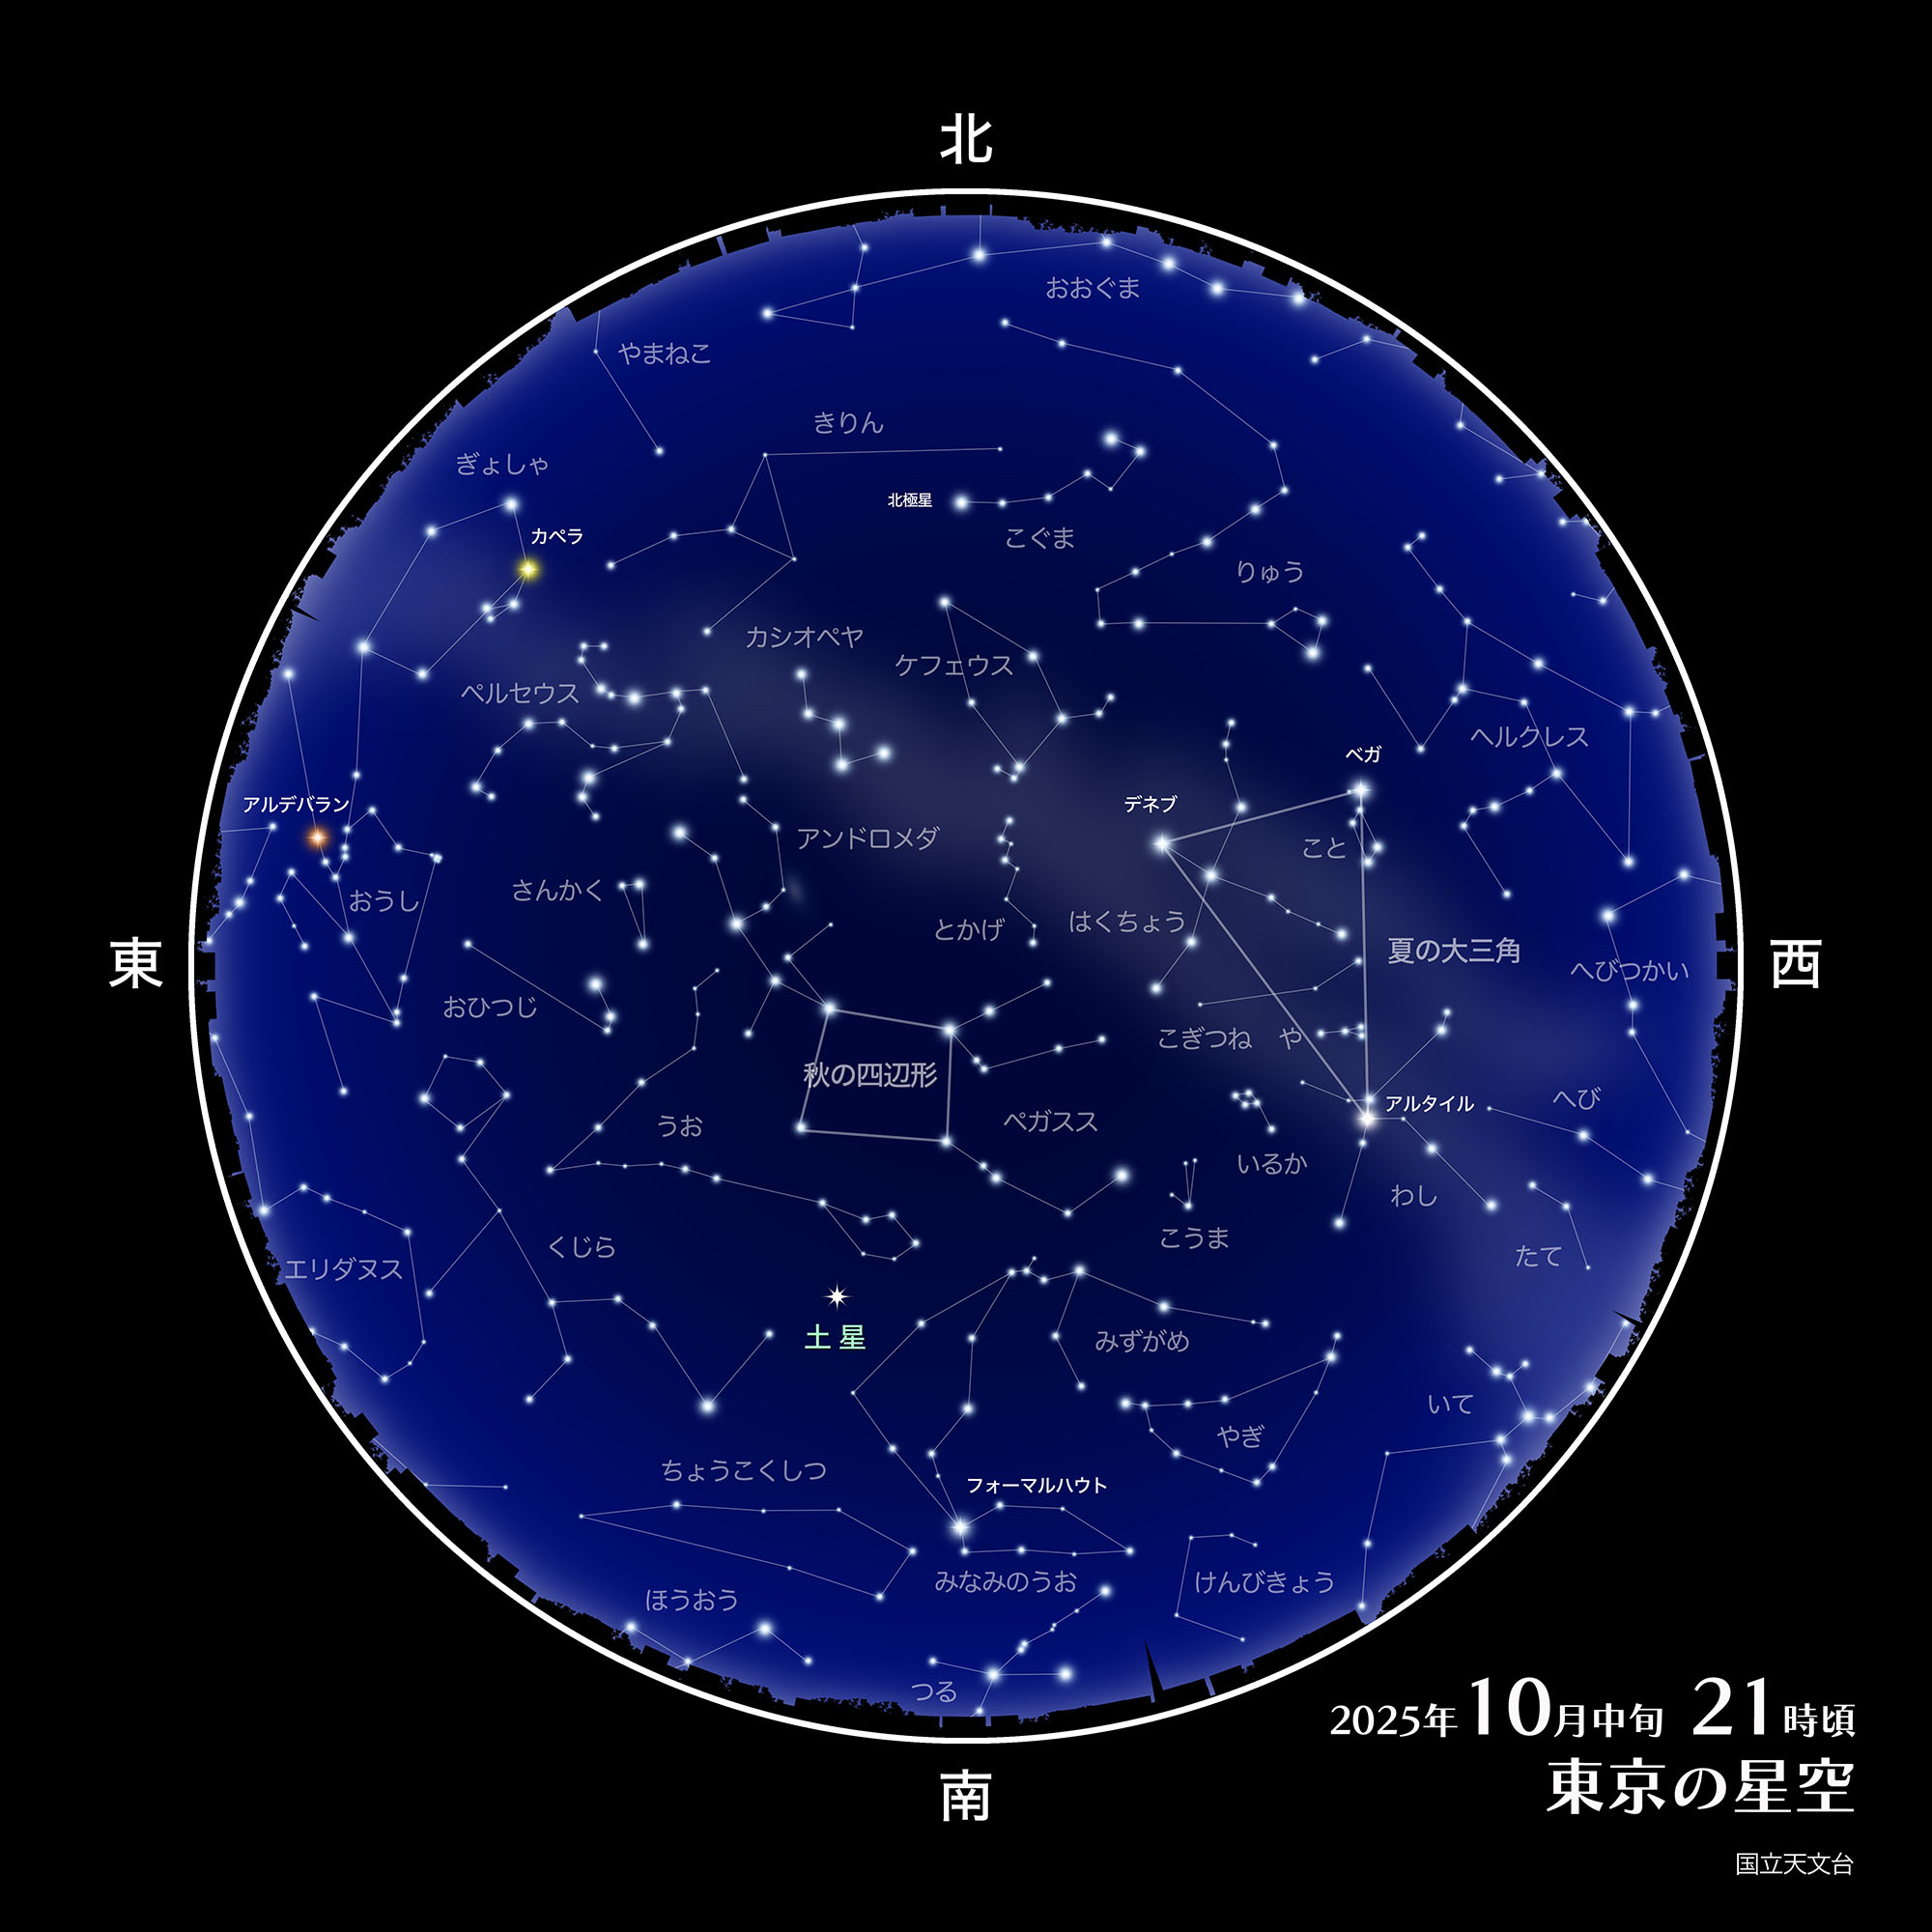 北
おおぐま
やまねこ
きりん
ぎょしゃ
北極星
カペラ
こぐま
りゅう
カシオペヤ
ケフェウス
ペルセウス
ヘルクレス
ベガ
デネブ
アルデバラン
アンドロメダ
こと
さんかく
おうし
とかげ
はくちょう
夏の大三角
東
西
へびつかい
おひつじ
こぎつね
や
秋の四辺形
アルタイル
へび
うお
ペガスス
いるか
わし
こうま
くじら
たて
エリダヌス
土星
みずがめ
いて
やぎ
ちょうこくしつ
フォーマルハウト
みなみのうお
けんびきょう
ほうおう
つる
南
2025年10月中旬 21時頃
東京の星空
国立天文台